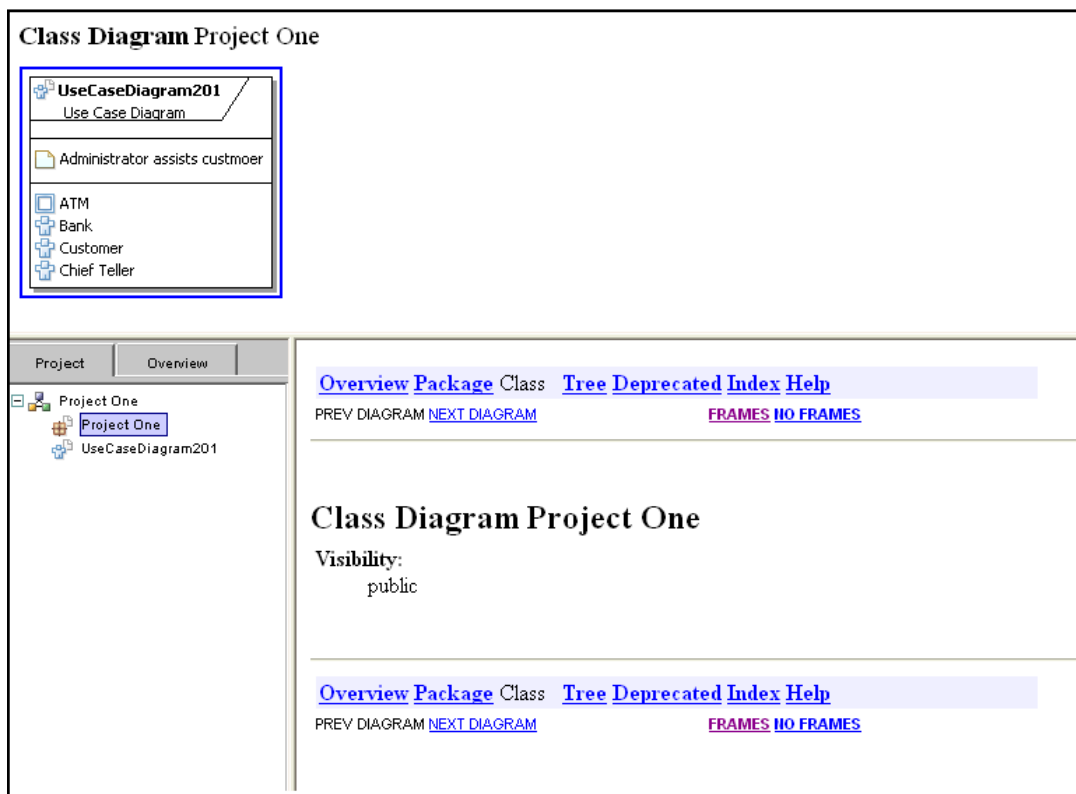 Class Diagram Project One
UseCaseDiagram201
Use Case Diagram
Administrator assists custmoer
ATM
Bank
Customer
Chief Teller
Project Overview
Project One
Project One
UseCaseDiagram201
Overview Package Class Tree Deprecated Index Help
PREV DIAGRAM NEXT DIAGRAM FRAMES NO FRAMES
Class Diagram Project One
Visibility:
public
Overview Package Class Tree Deprecated Index Help
PREV DIAGRAM NEXT DIAGRAM FRAMES NO FRAMES